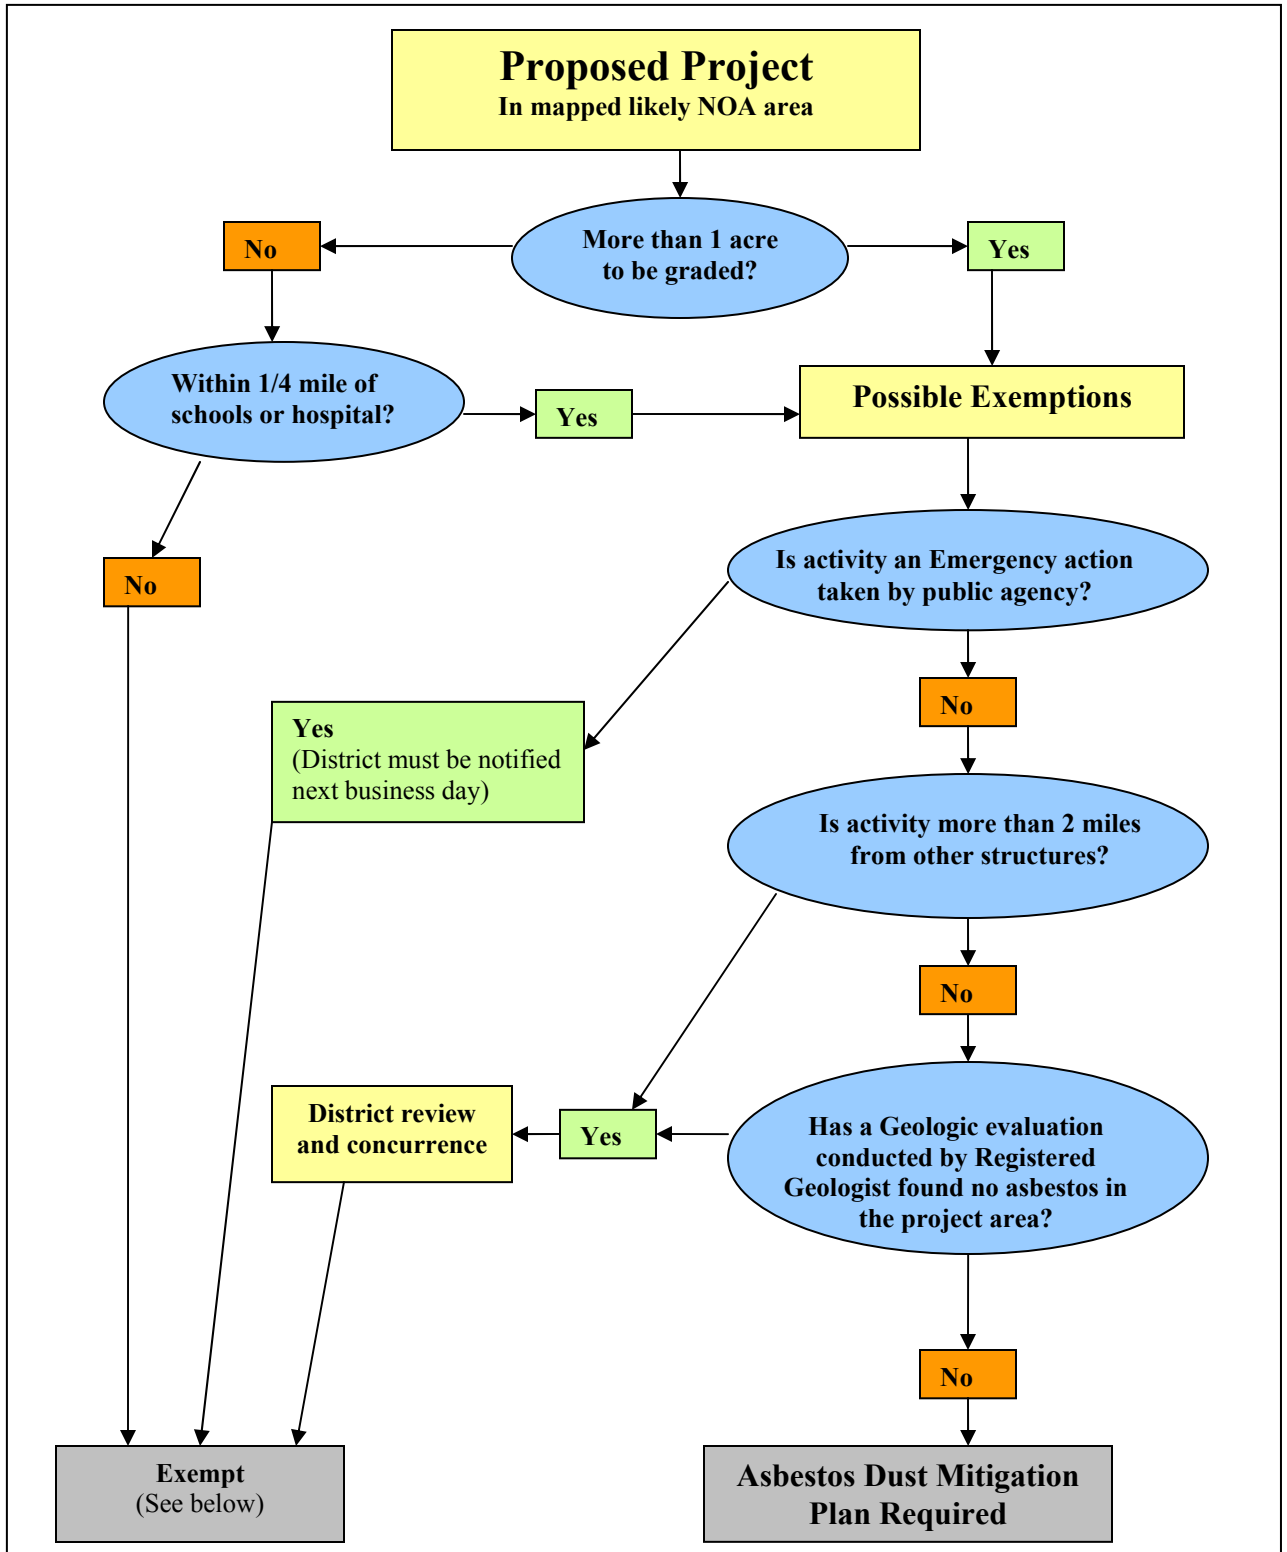 Proposed Project
In mapped likely NOA area
More than 1 acre
to be graded?
No
Yes
Within 1/4 mile of
schools or hospital?
Yes
Possible Exemptions
No
Is activity an Emergency action
taken by public agency?
No
Yes
(District must be notified
next business day)
Is activity more than 2 miles
from other structures?
No
District review
and concurrence
Yes
Has a Geologic evaluation
conducted by Registered
Geologist found no asbestos in
the project area?
No
Exempt
(See below)
Asbestos Dust Mitigation
Plan Required